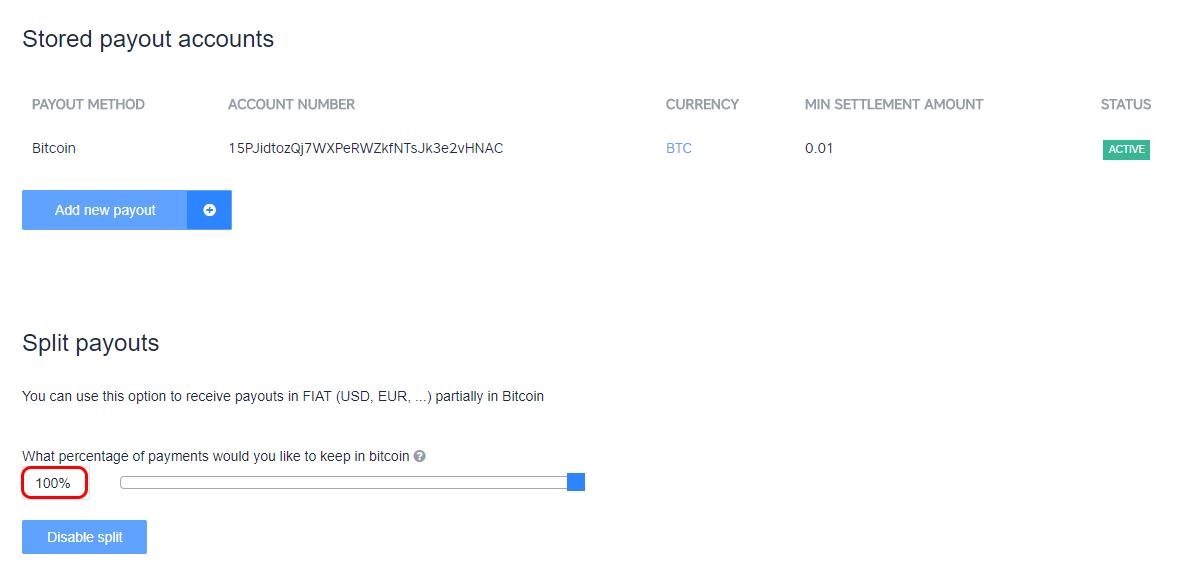 Stored payout accounts
PAYOUT METHOD ACCOUNT NUMBER CURRENCY MIN SETTLEMENT AMOUNT STATUS
Bitcoin 15PJidtozQj7WXPeRWZkfNTsJk3e2vHNAC BTC 0.01 ACTIVE
Add new payout
Split payouts
You can use this option to receive payouts in FIAT (USD, EUR, ...) partially in Bitcoin
What percentage of payments would you like to keep in bitcoin ?
100%
Disable split